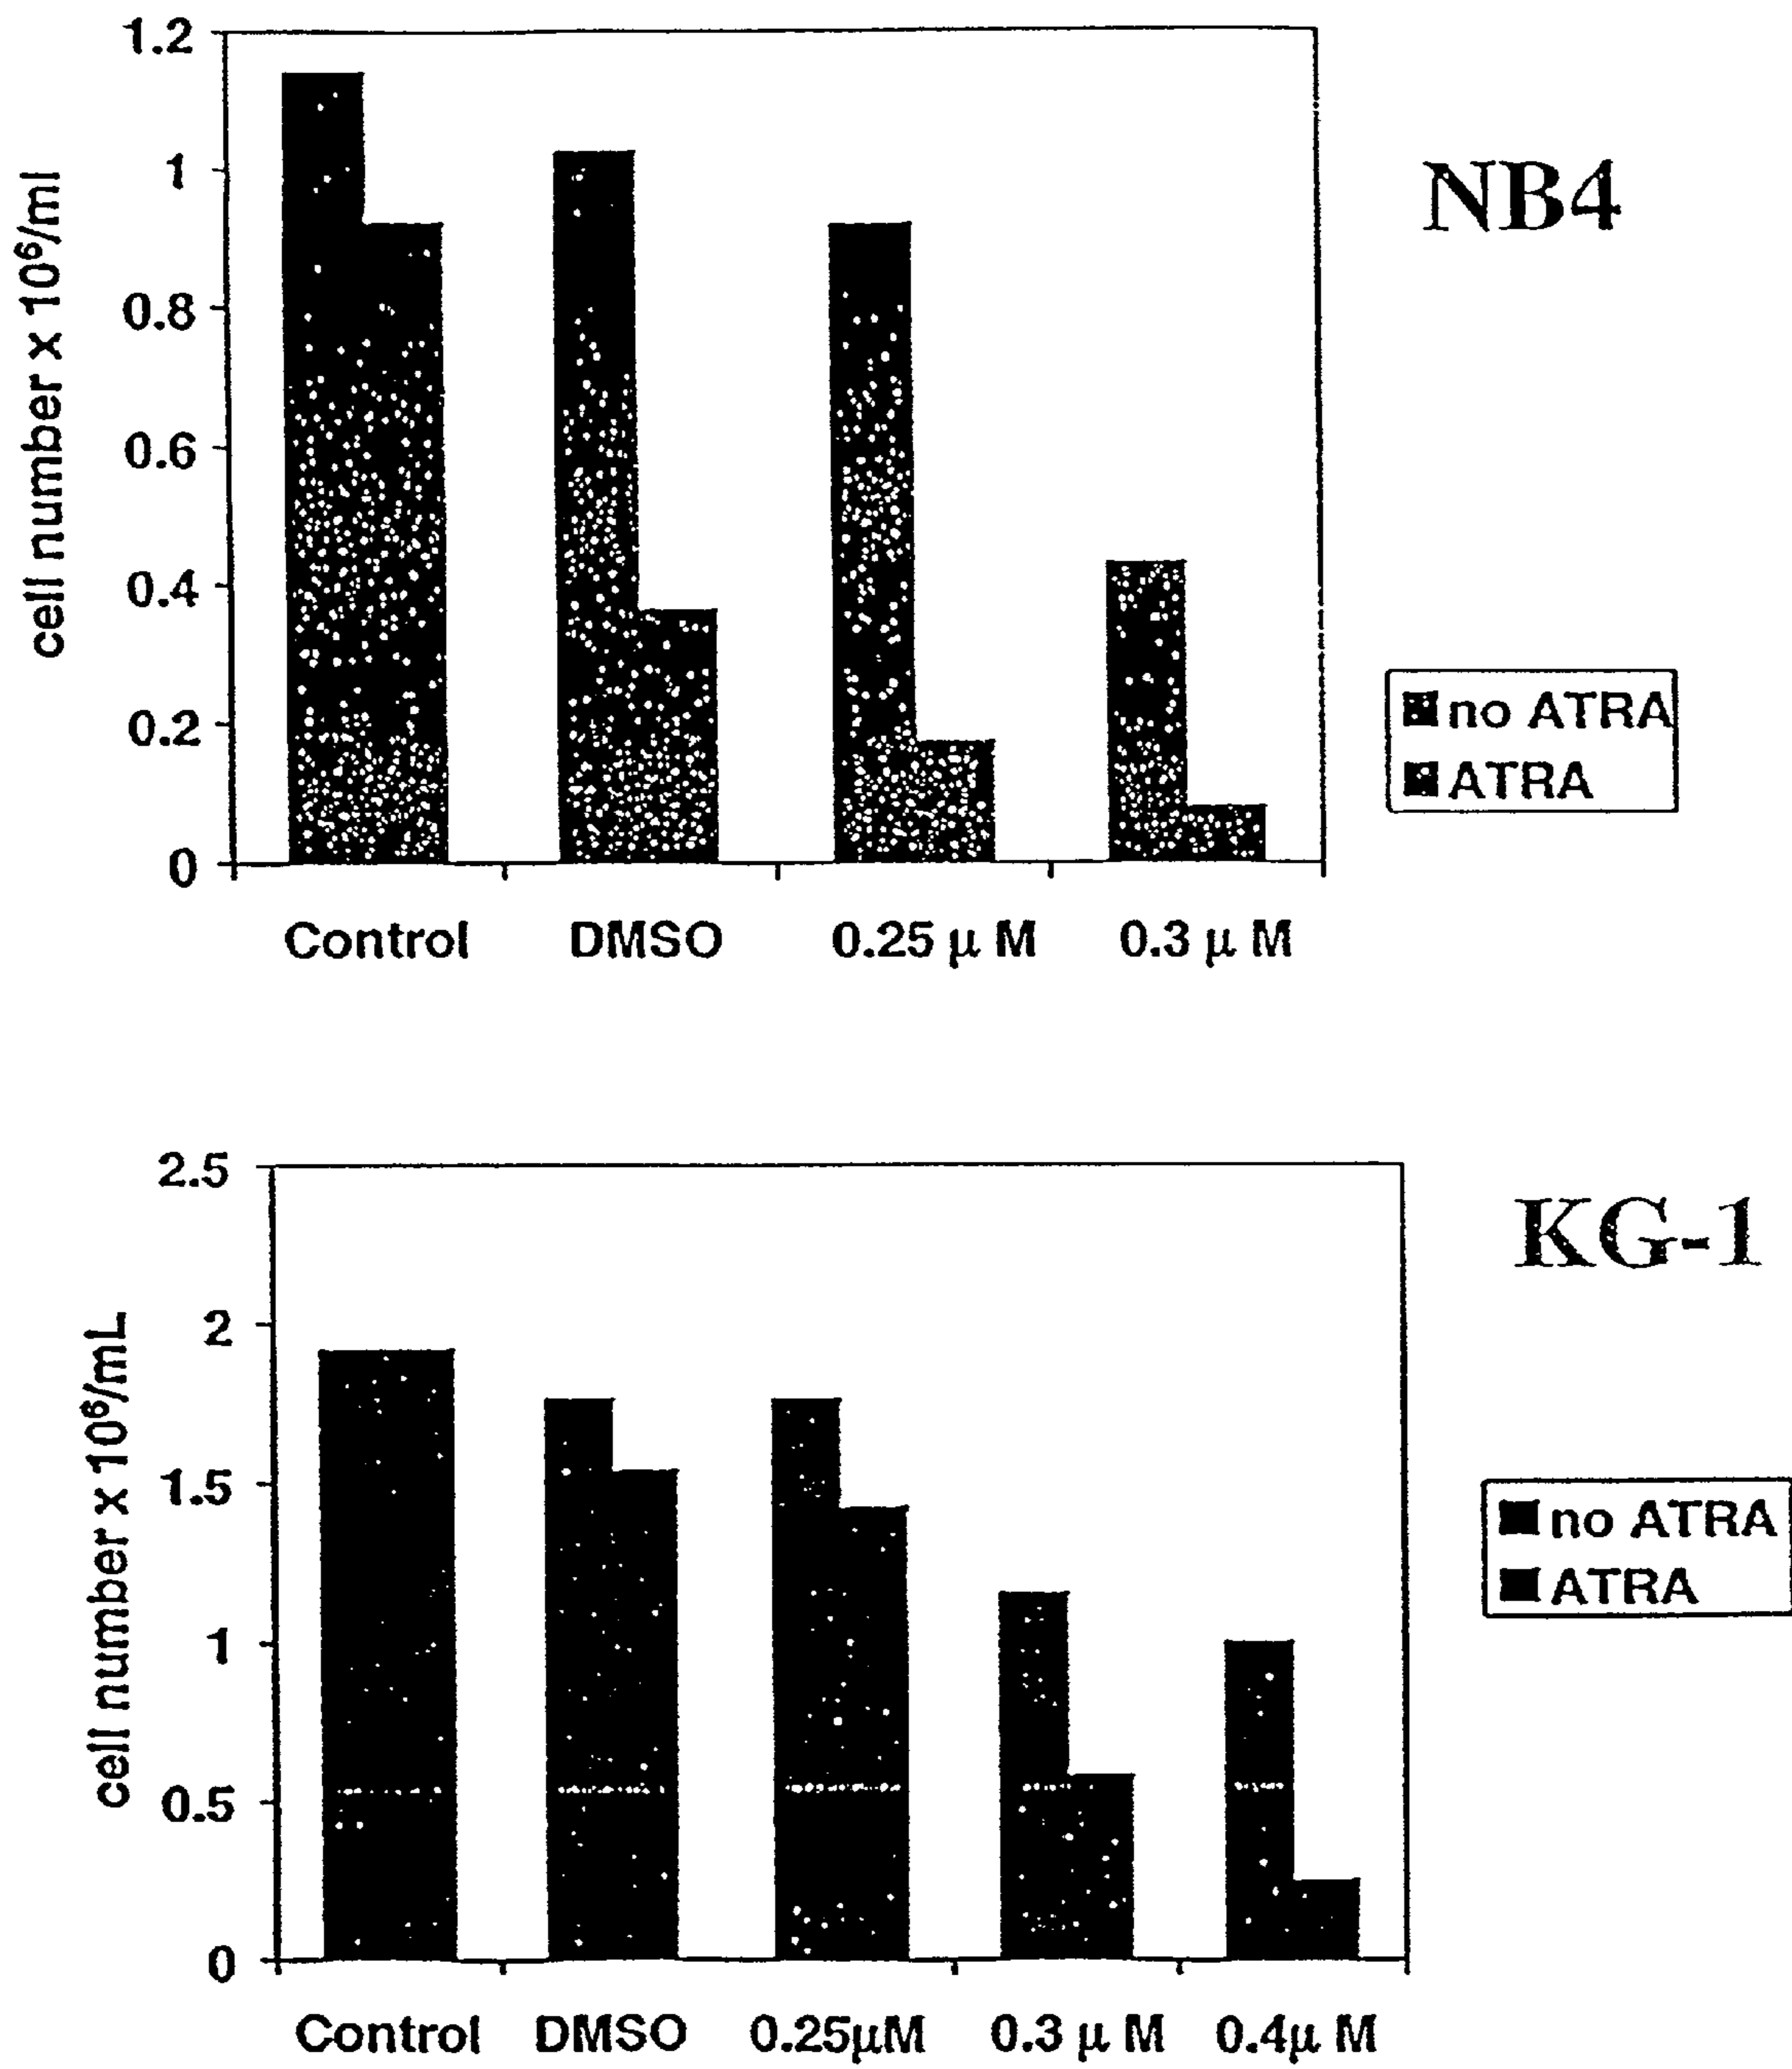 1.2
1
0.8
0.6
0.4
0.2
0
cell number x 10⁶/ml
NB4
no ATRA
ATRA
Control DMSO 0.25 μ M 0.3 μ M
2.5
2
1.5
1
0.5
0
cell number x 10⁶/mL
KG-1
no ATRA
ATRA
Control DMSO 0.25μM 0.3 μ M 0.4μ M